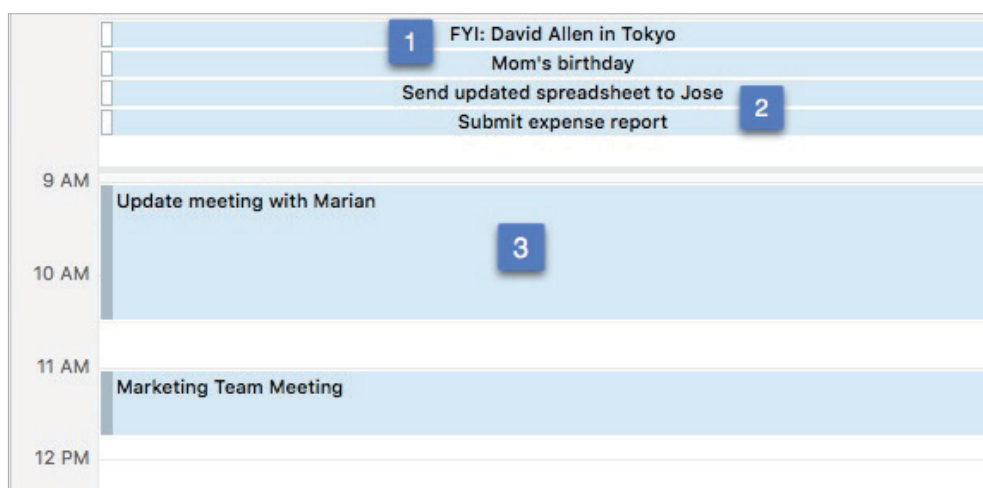 1
FYI: David Allen in Tokyo
Mom's birthday
Send updated spreadsheet to Jose
2
Submit expense report
9 AM
Update meeting with Marian
3
10 AM
11 AM
Marketing Team Meeting
12 PM